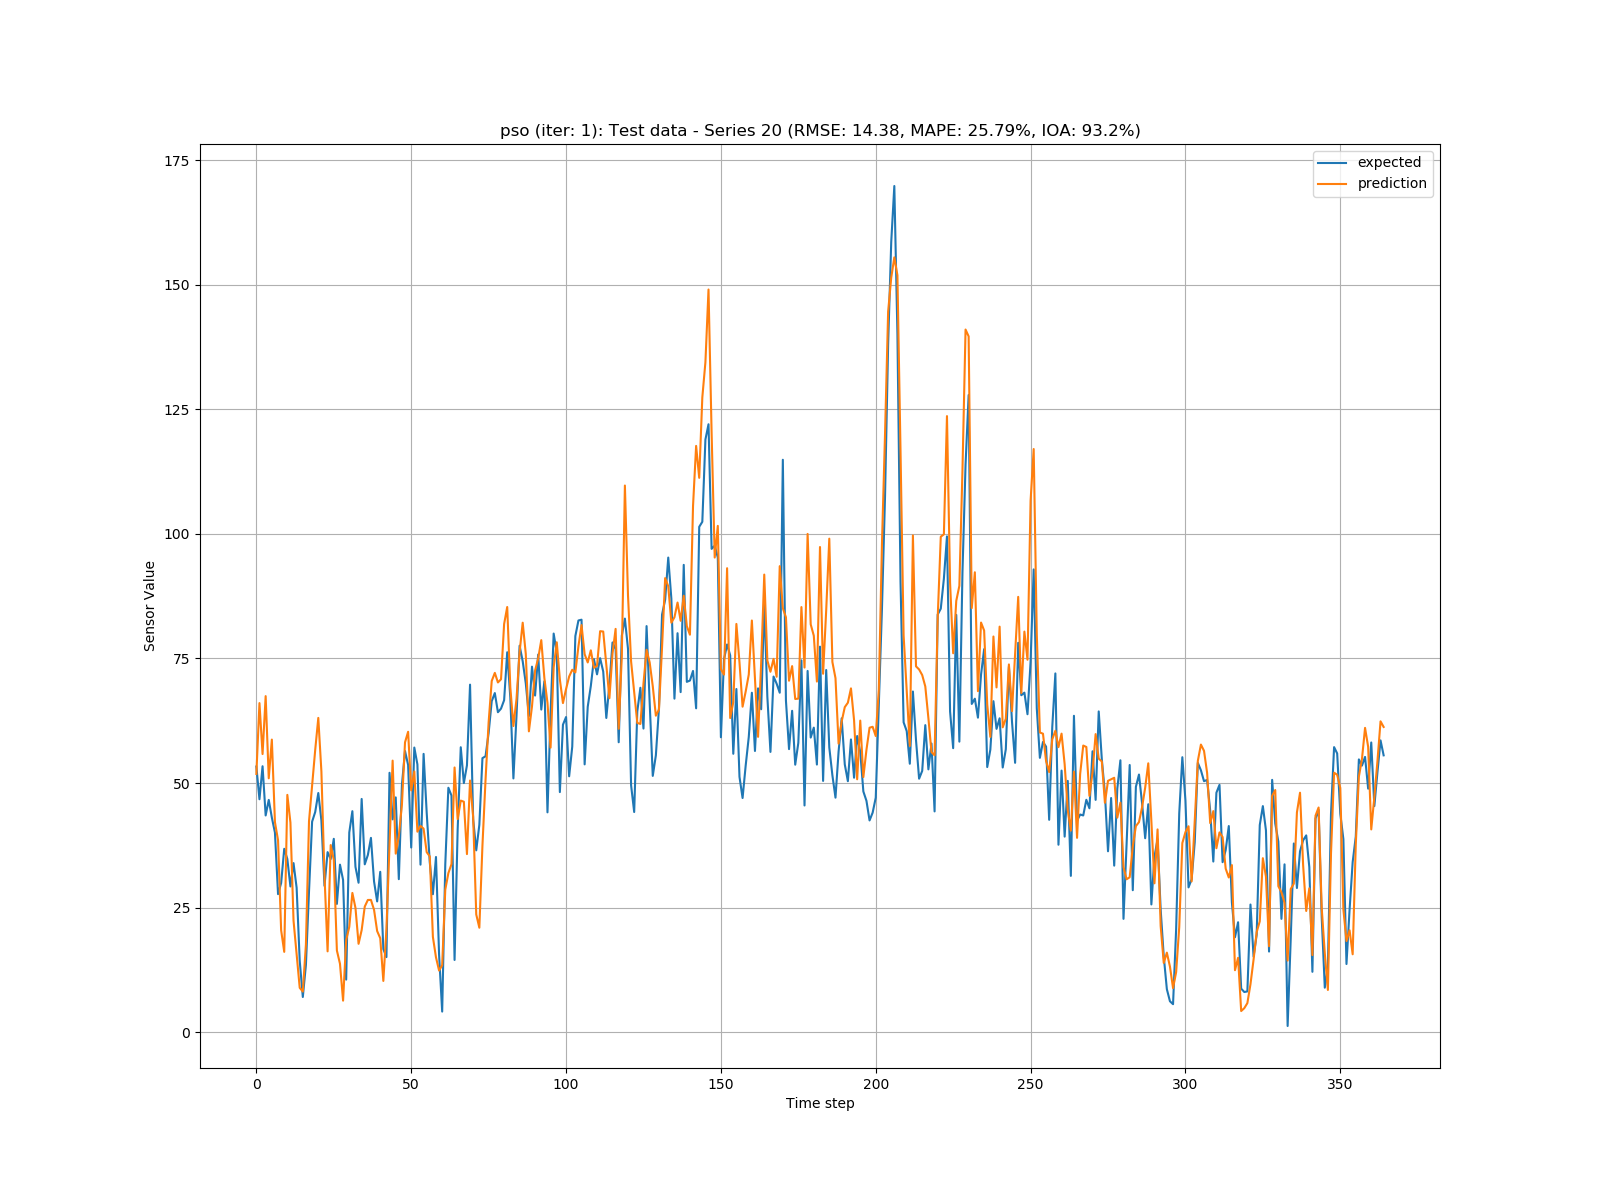 pso (iter: 1): Test data - Series 20 (RMSE: 14.38, MAPE: 25.79%, IOA: 93.2%)
expected
prediction
175
150
125
100
75
50
25
0
Sensor Value
0 50 100 150 200 250 300 350
Time step